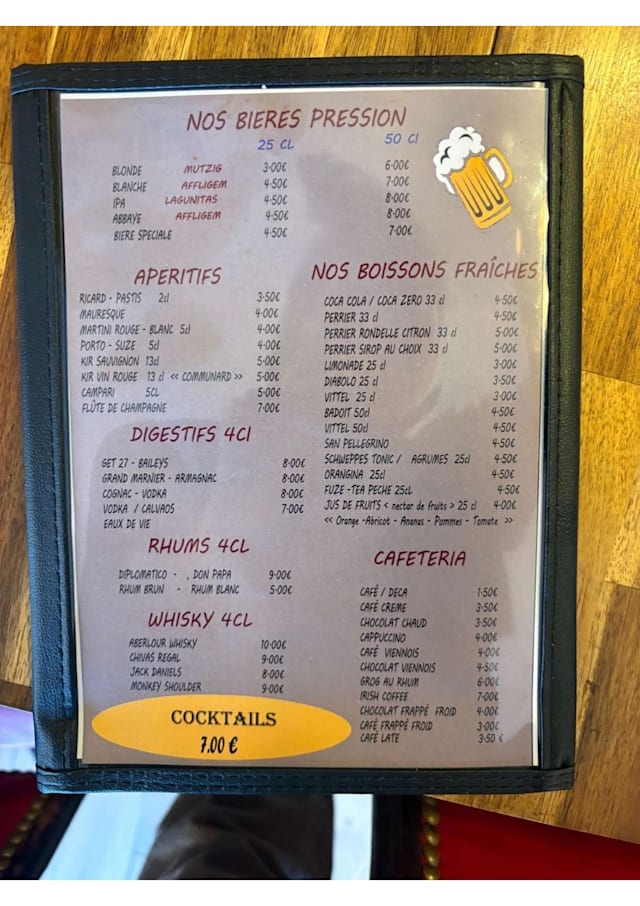 NOS BIERES PRESSION
25 CL 50 Cl
BLONDE MUTZIG 3·00€ 6·00€
BLANCHE AFFLIGEM 4·50€ 7·00€
IPA LAGUNITAS 4·50€ 8·00€
ABBAYE AFFLIGEM 4·50€ 8·00€
BIERE SPECIALE 4·50€ 7·00€
APERITIFS
RICARD - PASTIS 2cl 3·50€
MAURESQUE 4·00€
MARTINI ROUGE - BLANC 5cl 4·00€
PORTO - SUZE 5cl 4·00€
KIR SAUVIGNON 13cl 5·00€
KIR VIN ROUGE 13 cl << COMMUNARD >> 5·00€
CAMPARI 5CL 5·00€
FLÛTE DE CHAMPAGNE 7·00€
DIGESTIFS 4Cl
GET 27 - BAILEYS 8·00€
GRAND MARNIER - ARMAGNAC 8·00€
COGNAC - VODKA 8·00€
VODKA / CALVAOS 7·00€
EAUX DE VIE
RHUMS 4CL
DIPLOMATICO - , DON PAPA 9·00€
RHUM BRUN - RHUM BLANC 5·00€
WHISKY 4CL
ABERLOUR WHISKY 10·00€
CHIVAS REGAL 9·00€
JACK DANIELS 8·00€
MONKEY SHOULDER 9·00€
COCKTAILS
7.00 €
NOS BOISSONS FRAÎCHES
COCA COLA / COCA ZERO 33 cl 4·50€
PERRIER 33 cl 4·50€
PERRIER RONDELLE CITRON 33 cl 5·00€
PERRIER SIROP AU CHOIX 33 cl 5·00€
LIMONADE 25 cl 3·00€
DIABOLO 25 cl 3·50€
VITTEL 25 cl 3·00€
BADOIT 50cl 4·50€
VITTEL 50cl 4·50€
SAN PELLEGRINO 4·50€
SCHWEPPES TONIC / AGRUMES 25cl 4·50€
ORANGINA 25cl 4·50€
FUZE -TEA PECHE 25cL 4·50€
JUS DE FRUITS < nectar de fruits > 25 cl 4·00€
<< Orange -Abricot - Ananas - Pommes - Tomate >>
CAFETERIA
CAFÉ / DECA 1·50€
CAFÉ CREME 3·50€
CHOCOLAT CHAUD 3·50€
CAPPUCCINO 4·00€
CAFÉ VIENNOIS 4·00€
CHOCOLAT VIENNOIS 4·50€
GROG AU RHUM 6·00€
IRISH COFFEE 7·00€
CHOCOLAT FRAPPÉ FROID 4·00€
CAFÉ FRAPPÉ FROID 3·00€
CAFÉ LATE 3·50 €